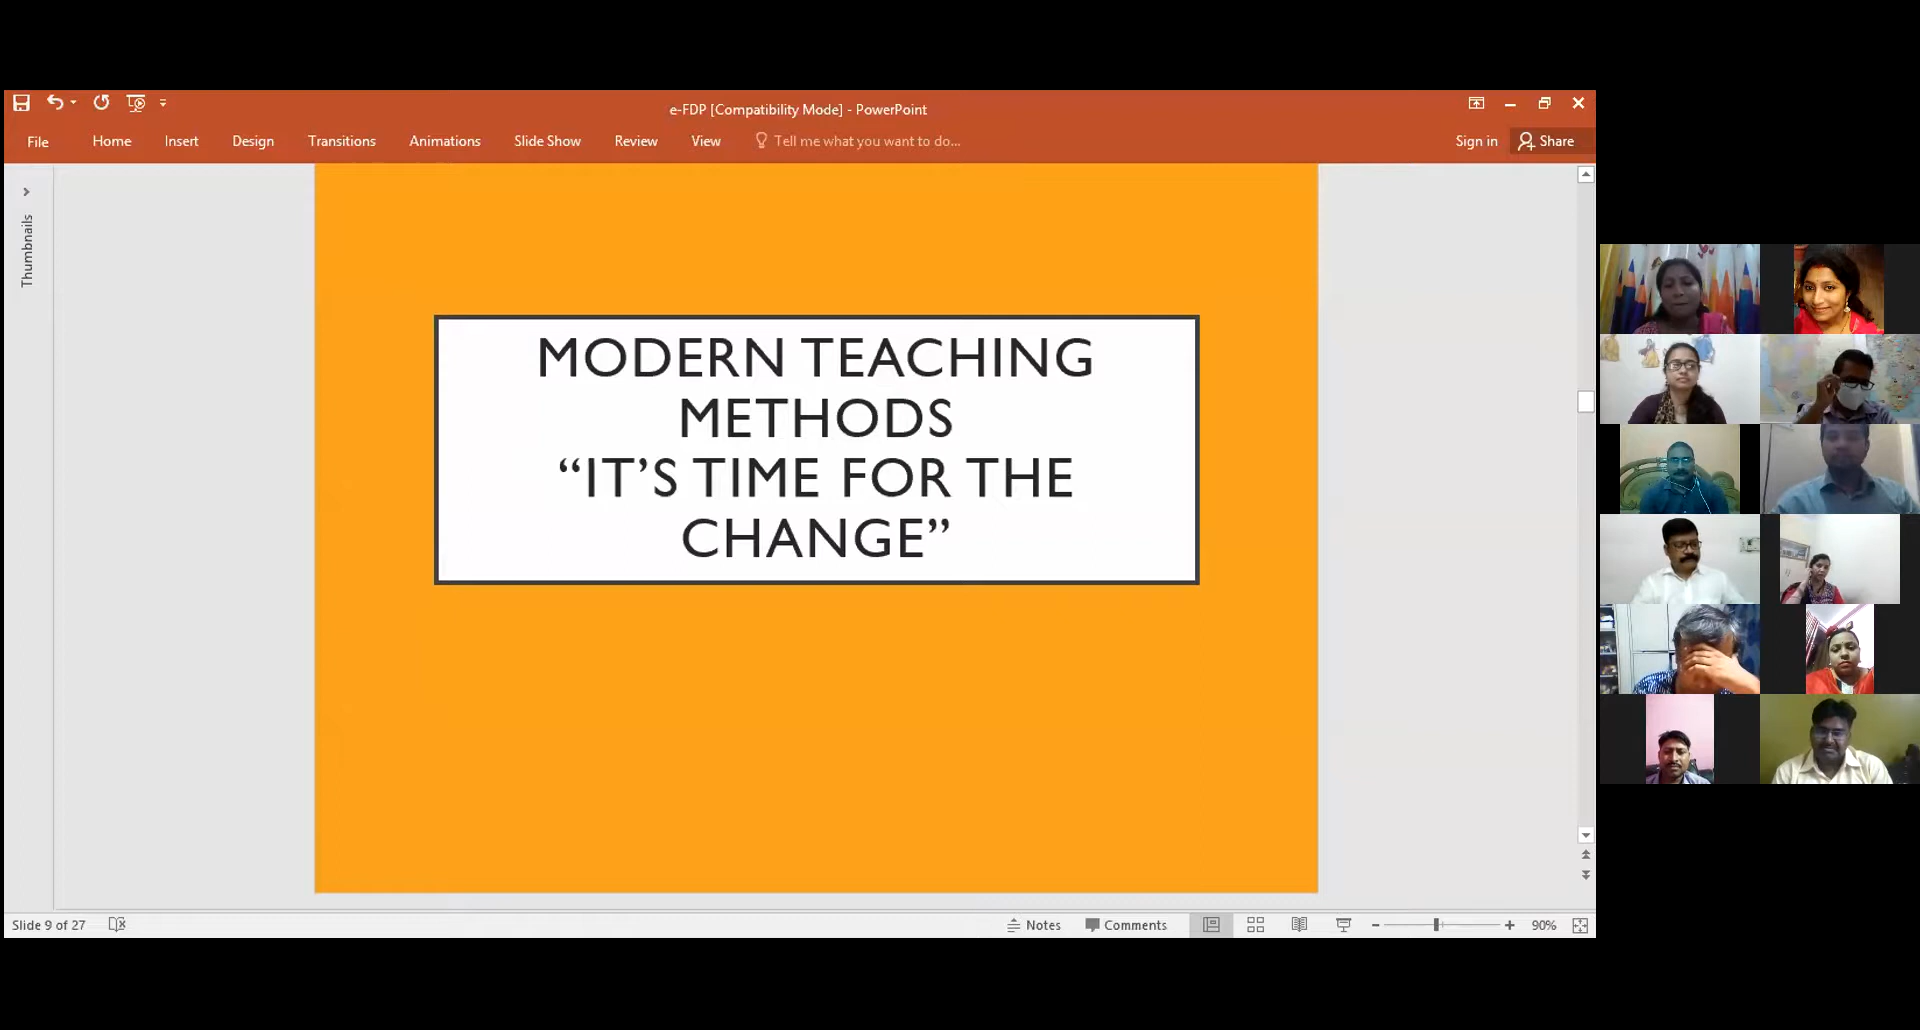 e-FDP [Compatibility Mode] - PowerPoint
File Home Insert Design Transitions Animations Slide Show Review View Tell me what you want to do... Sign in Share
Thumbnails
MODERN TEACHING
METHODS
“IT’S TIME FOR THE
CHANGE”
Slide 9 of 27 Notes Comments 90%